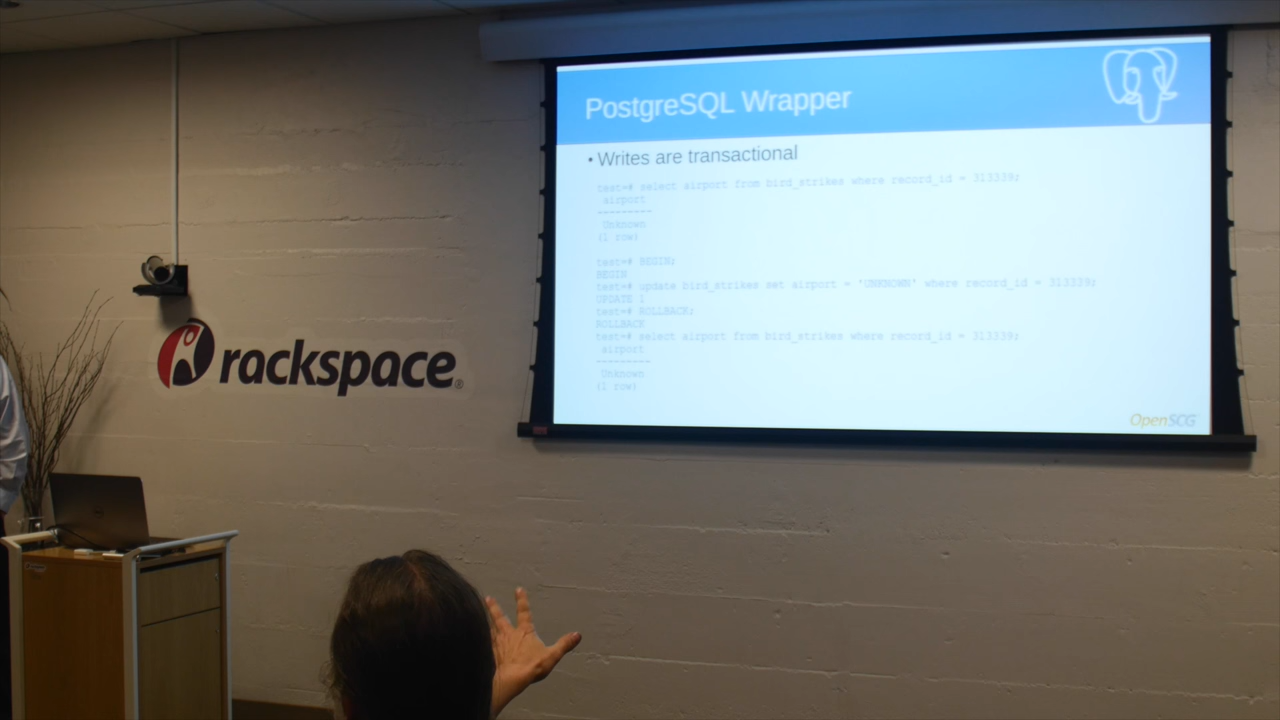 PostgreSQL Wrapper
• Writes are transactional
test=# select airport from bird_strikes where record_id = 313339;
airport
---------
Unknown
(1 row)
test=# BEGIN;
BEGIN
test=# update bird_strikes set airport = 'UNKNOWN' where record_id = 313339;
UPDATE 1
test=# ROLLBACK;
ROLLBACK
test=# select airport from bird_strikes where record_id = 313339;
airport
---------
Unknown
(1 row)
OpenSCG
rackspace®